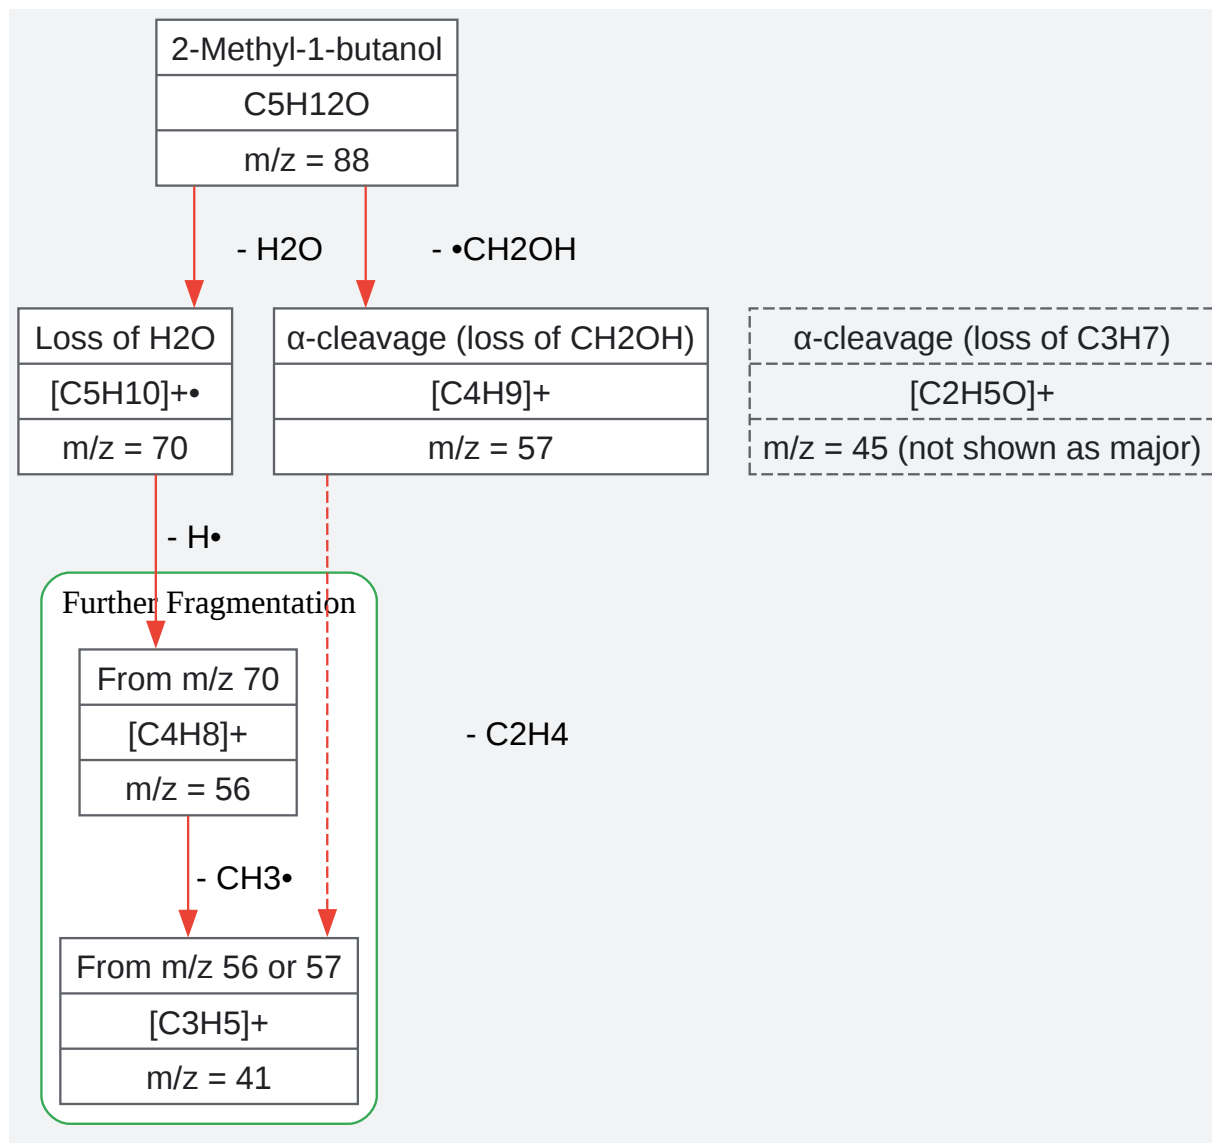 2-Methyl-1-butanol
C5H12O
m/z = 88
- H2O
- •CH2OH
Loss of H2O
[C5H10]+•
m/z = 70
α-cleavage (loss of CH2OH)
[C4H9]+
m/z = 57
α-cleavage (loss of C3H7)
[C2H5O]+
m/z = 45 (not shown as major)
- H•
Further Fragmentation
From m/z 70
[C4H8]+
m/z = 56
- C2H4
- CH3•
From m/z 56 or 57
[C3H5]+
m/z = 41